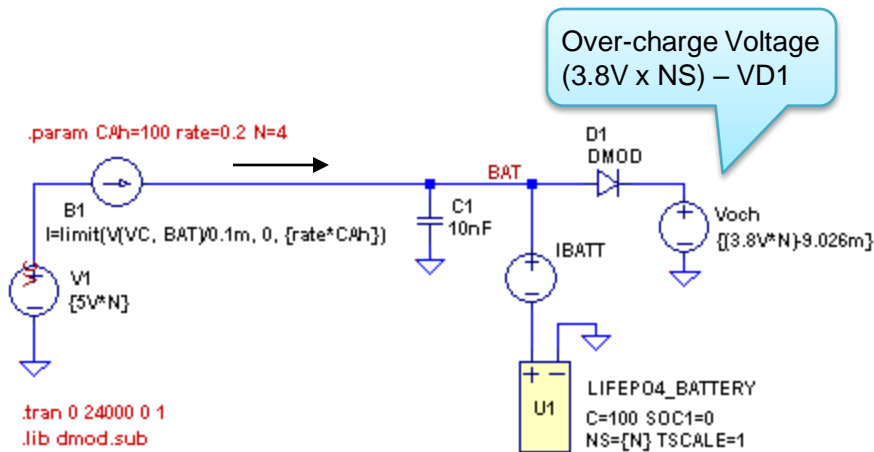 Over-charge Voltage
(3.8V x NS) – VD1
.param CAh=100 rate=0.2 N=4
D1
DMOD
BAT
B1
I=limit(V(VC, BAT)/0.1m, 0, {rate*CAh})
C1
10nF
Voch
{(3.8V*N)-9.026m}
IBATT
VC
V1
{5V*N}
U1
LIFEPO4_BATTERY
C=100 SOC1=0
NS={N} TSCALE=1
.tran 0 24000 0 1
.lib dmod.sub